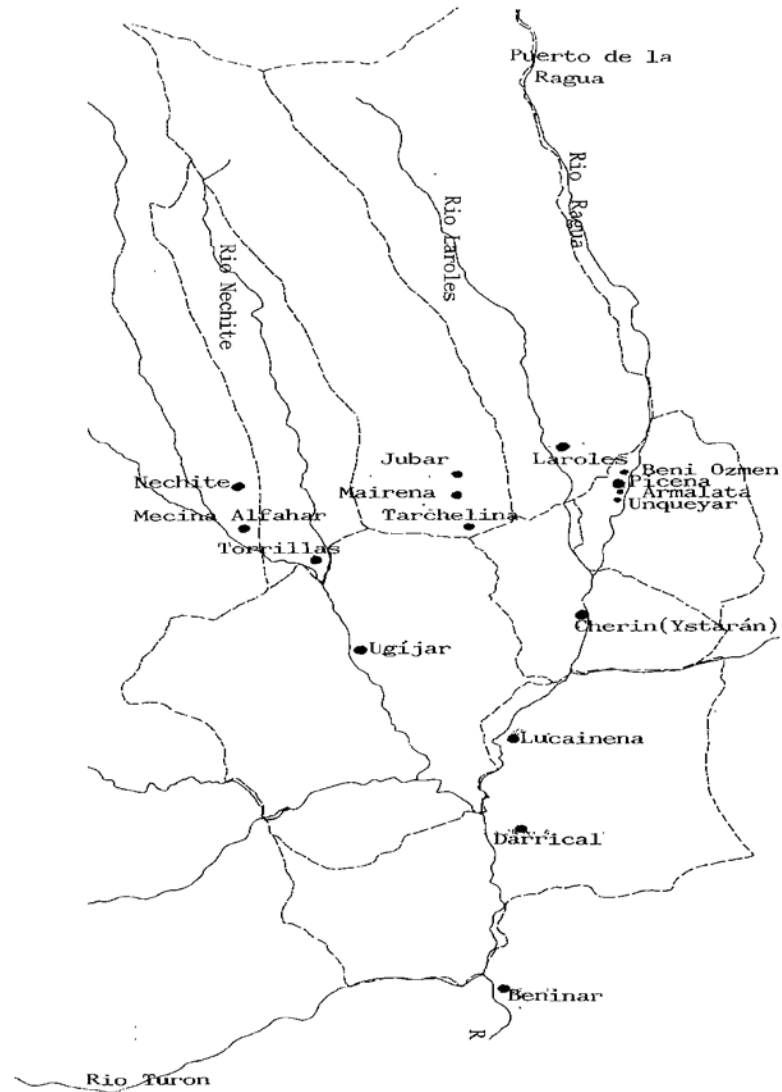 Puerto de la
Ragua
Rio Ragua
Rio Laroles
Rio Nechite
Jubar
Laroles
Beni Ozmen
Nechite
Mairena
Picena
Armalata
Unqueyar
Mecina Alfahar
Tarchelina
Torrillas
Cherin(Ystarán)
Ugíjar
Lucainena
Darrical
Beninar
R
Rio Turon